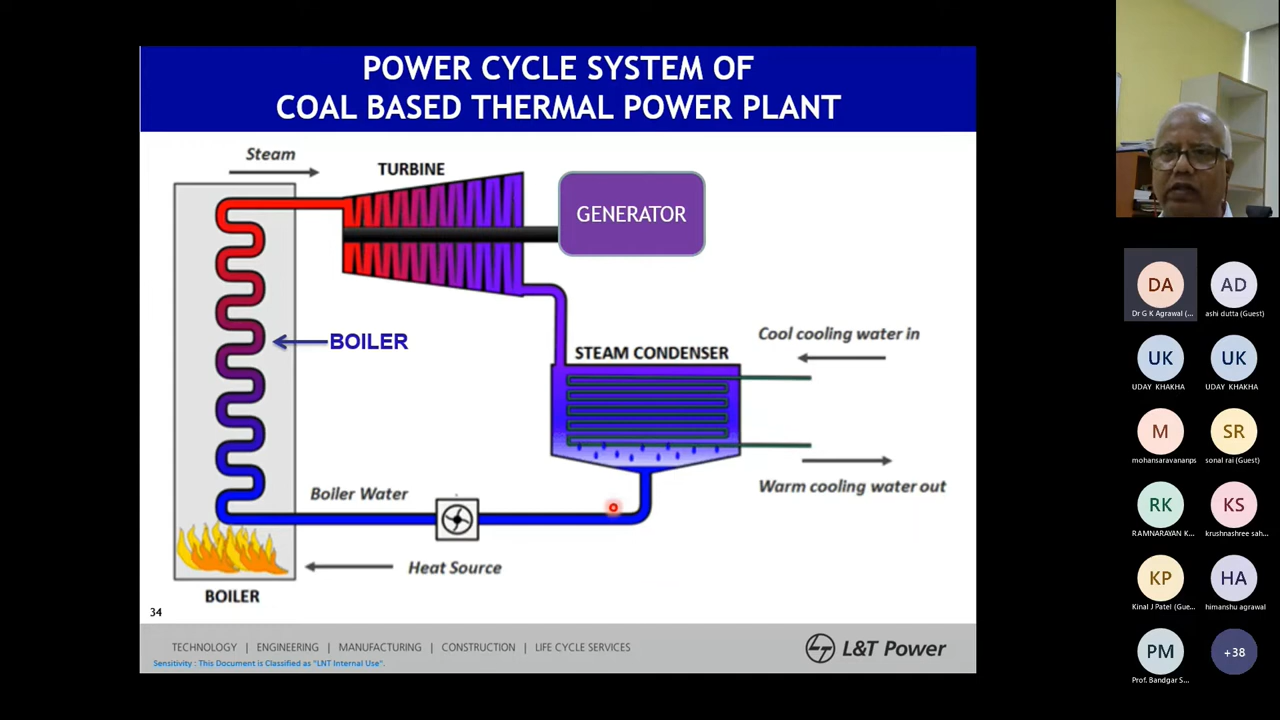 POWER CYCLE SYSTEM OF
COAL BASED THERMAL POWER PLANT
Steam
TURBINE
GENERATOR
BOILER
STEAM CONDENSER
Cool cooling water in
Warm cooling water out
Boiler Water
Heat Source
BOILER
34
TECHNOLOGY | ENGINEERING | MANUFACTURING | CONSTRUCTION | LIFE CYCLE SERVICES
Sensitivity : This Document is Classified as "LNT Internal Use".
L&T Power
DA
Dr G K Agrawal (...
AD
ashi dutta (Guest)
UK
UDAY KHAKHA
UK
UDAY KHAKHA
M
mohansaravananps
SR
sonal rai (Guest)
RK
RAMNARAYAN K...
KS
krushnashree sah...
KP
Kinal J Patel (Gue...
HA
himanshu agrawal
PM
Prof. Bandgar S...
+38